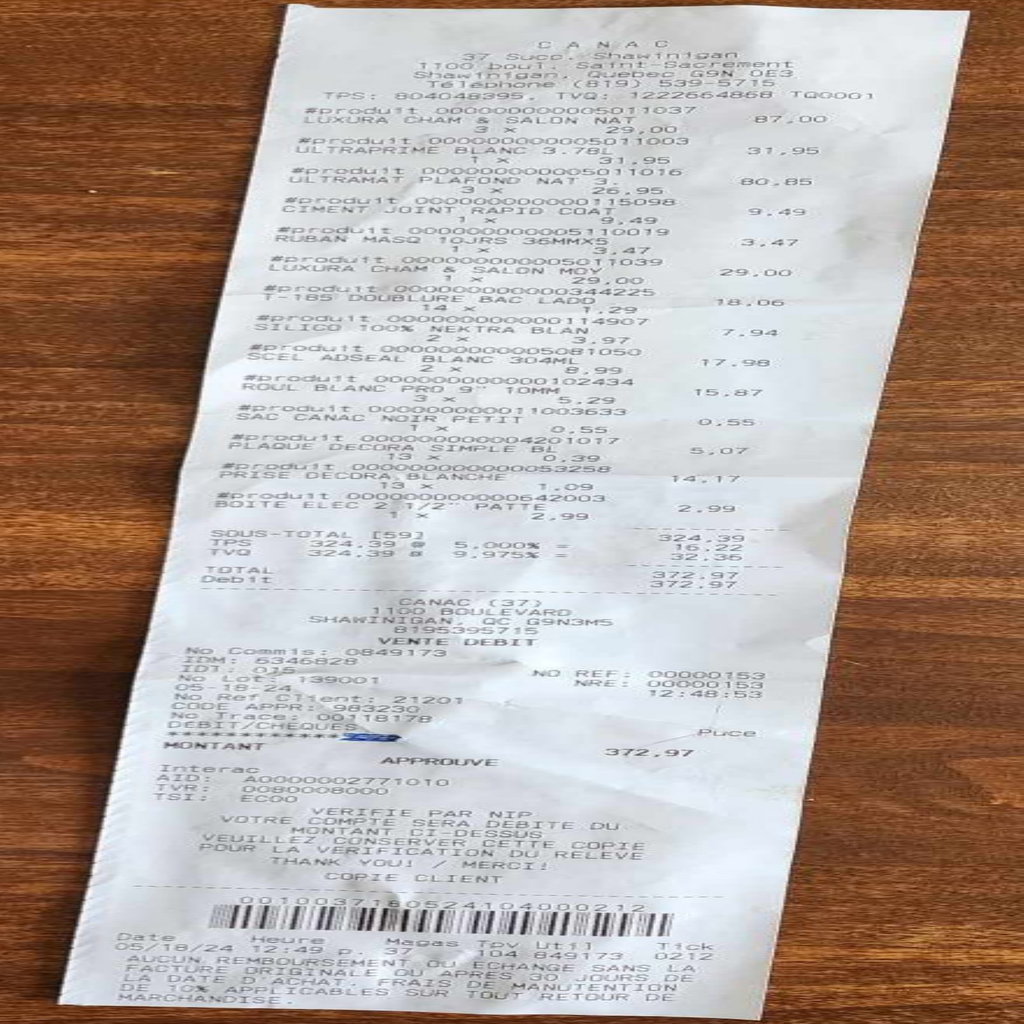 CANAC
37 Succ. Shawinigan
1100 boul. Saint-Sacrement
Shawinigan, Quebec G9N 0E3
Téléphone (819) 539-5715
TPS: 804048395, TVQ: 1222664868 TQ0001
#produit 000000000005011037
LUXURA CHAM & SALON NAT 87,00
3 x 29,00
#produit 000000000005011003
ULTRAPRIME BLANC 3.78L 31,95
1 x 31,95
#produit 000000000005011016
ULTRAMAT PLAFOND NAT 3. 80,85
3 x 26,95
#produit 000000000000115098
CIMENT JOINT RAPID COAT 9,49
1 x 9,49
#produit 000000000005110019
RUBAN MASQ 10JRS 36MMX5 3,47
1 x 3,47
#produit 000000000005011039
LUXURA CHAM & SALON MOY 29,00
1 x 29,00
#produit 000000000000344225
T-185 DOUBLURE BAC LADD 18,06
14 x 1,29
#produit 000000000000114907
SILICO 100% NEKTRA BLAN 7,94
2 x 3,97
#produit 000000000005081050
SCEL ADSEAL BLANC 304ML 17,98
2 x 8,99
#produit 000000000000102434
ROUL BLANC PRO 9" 10MM 15,87
3 x 5,29
#produit 000000000011003633
SAC CANAC NOIR PETIT 0,55
1 x 0,55
#produit 000000000004201017
PLAQUE DECORA SIMPLE BL 5,07
13 x 0,39
#produit 000000000000053258
PRISE DECORA BLANCHE 14,17
13 x 1,09
#produit 000000000000642003
BOITE ELEC 2 1/2" PATTE 2,99
1 x 2,99
SOUS-TOTAL [59] 324,39
TPS 324,39 @ 5,000% = 16,22
TVQ 324,39 @ 9,975% = 32,36
TOTAL 372,97
Debit 372,97
CANAC (37)
1100 BOULEVARD
SHAWINIGAN, QC G9N3M5
8195395715
VENTE DEBIT
No Commis: 0849173
IDM: 6346828
ID1: 015 NO REF: 00000153
No Lot: 139001 NRE: 00000153
05-18-24 12:48:53
No Ref Client: 21201
CODE APPR: 983230
No Trace: 00118178
DEBIT/CHEQUES Puce
************
MONTANT 372,97
APPROUVE
Interac
AID: A0000002771010
TVR: 0080008000
TSI: EC00
VERIFIE PAR NIP
VOTRE COMPTE SERA DEBITE DU
MONTANT CI-DESSUS
VEUILLEZ CONSERVER CETTE COPIE
POUR LA VERIFICATION DU RELEVE
THANK YOU! / MERCI!
COPIE CLIENT
0010037180524104000212
Date Heure Magas Tpv Util Tick
05/18/24 12:49 p. 37 104 849173 0212
AUCUN REMBOURSEMENT OU ECHANGE SANS LA
FACTURE ORIGINALE OU APRES 90 JOURS DE
LA DATE D'ACHAT. FRAIS DE MANUTENTION
DE 10% APPLICABLES SUR TOUT RETOUR DE
MARCHANDISE.